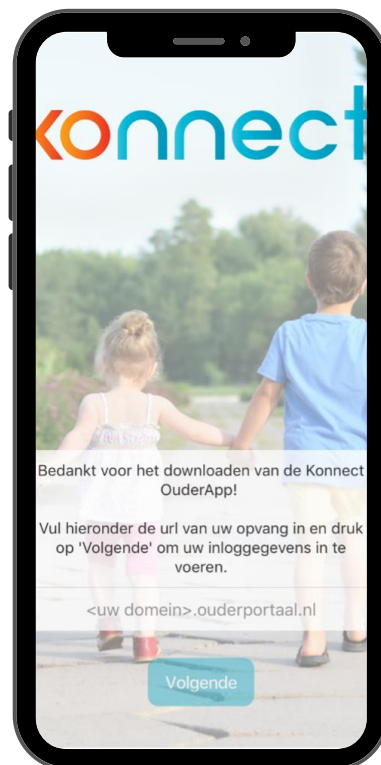 konnect
Bedankt voor het downloaden van de Konnect
OuderApp!
Vul hieronder de url van uw opvang in en druk
op 'Volgende' om uw inloggegevens in te
voeren.
<uw domein>.ouderportaal.nl
Volgende